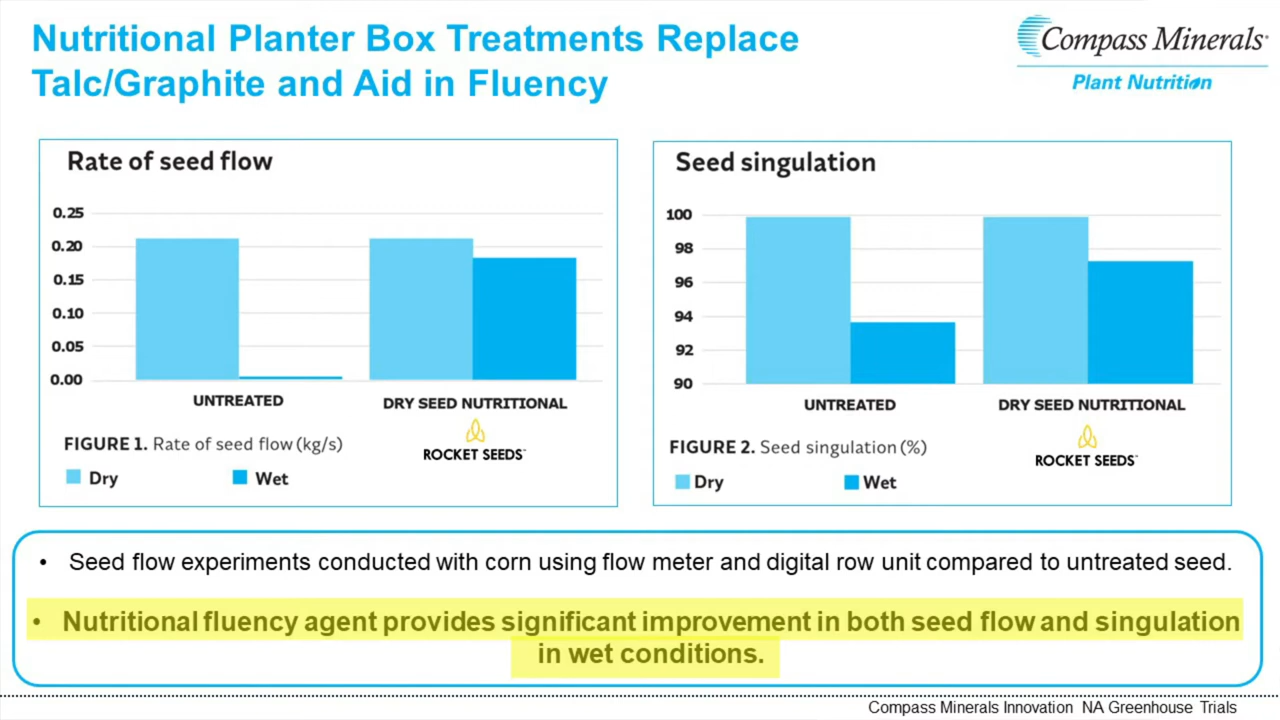 Nutritional Planter Box Treatments Replace
Talc/Graphite and Aid in Fluency
Compass Minerals
Plant Nutrition
Rate of seed flow
0.25
0.20
0.15
0.10
0.05
0.00
UNTREATED
DRY SEED NUTRITIONAL
ROCKET SEEDS™
FIGURE 1. Rate of seed flow (kg/s)
Dry
Wet
Seed singulation
100
98
96
94
92
90
UNTREATED
DRY SEED NUTRITIONAL
ROCKET SEEDS™
FIGURE 2. Seed singulation (%)
Dry
Wet
• Seed flow experiments conducted with corn using flow meter and digital row unit compared to untreated seed.
• Nutritional fluency agent provides significant improvement in both seed flow and singulation
in wet conditions.
Compass Minerals Innovation NA Greenhouse Trials